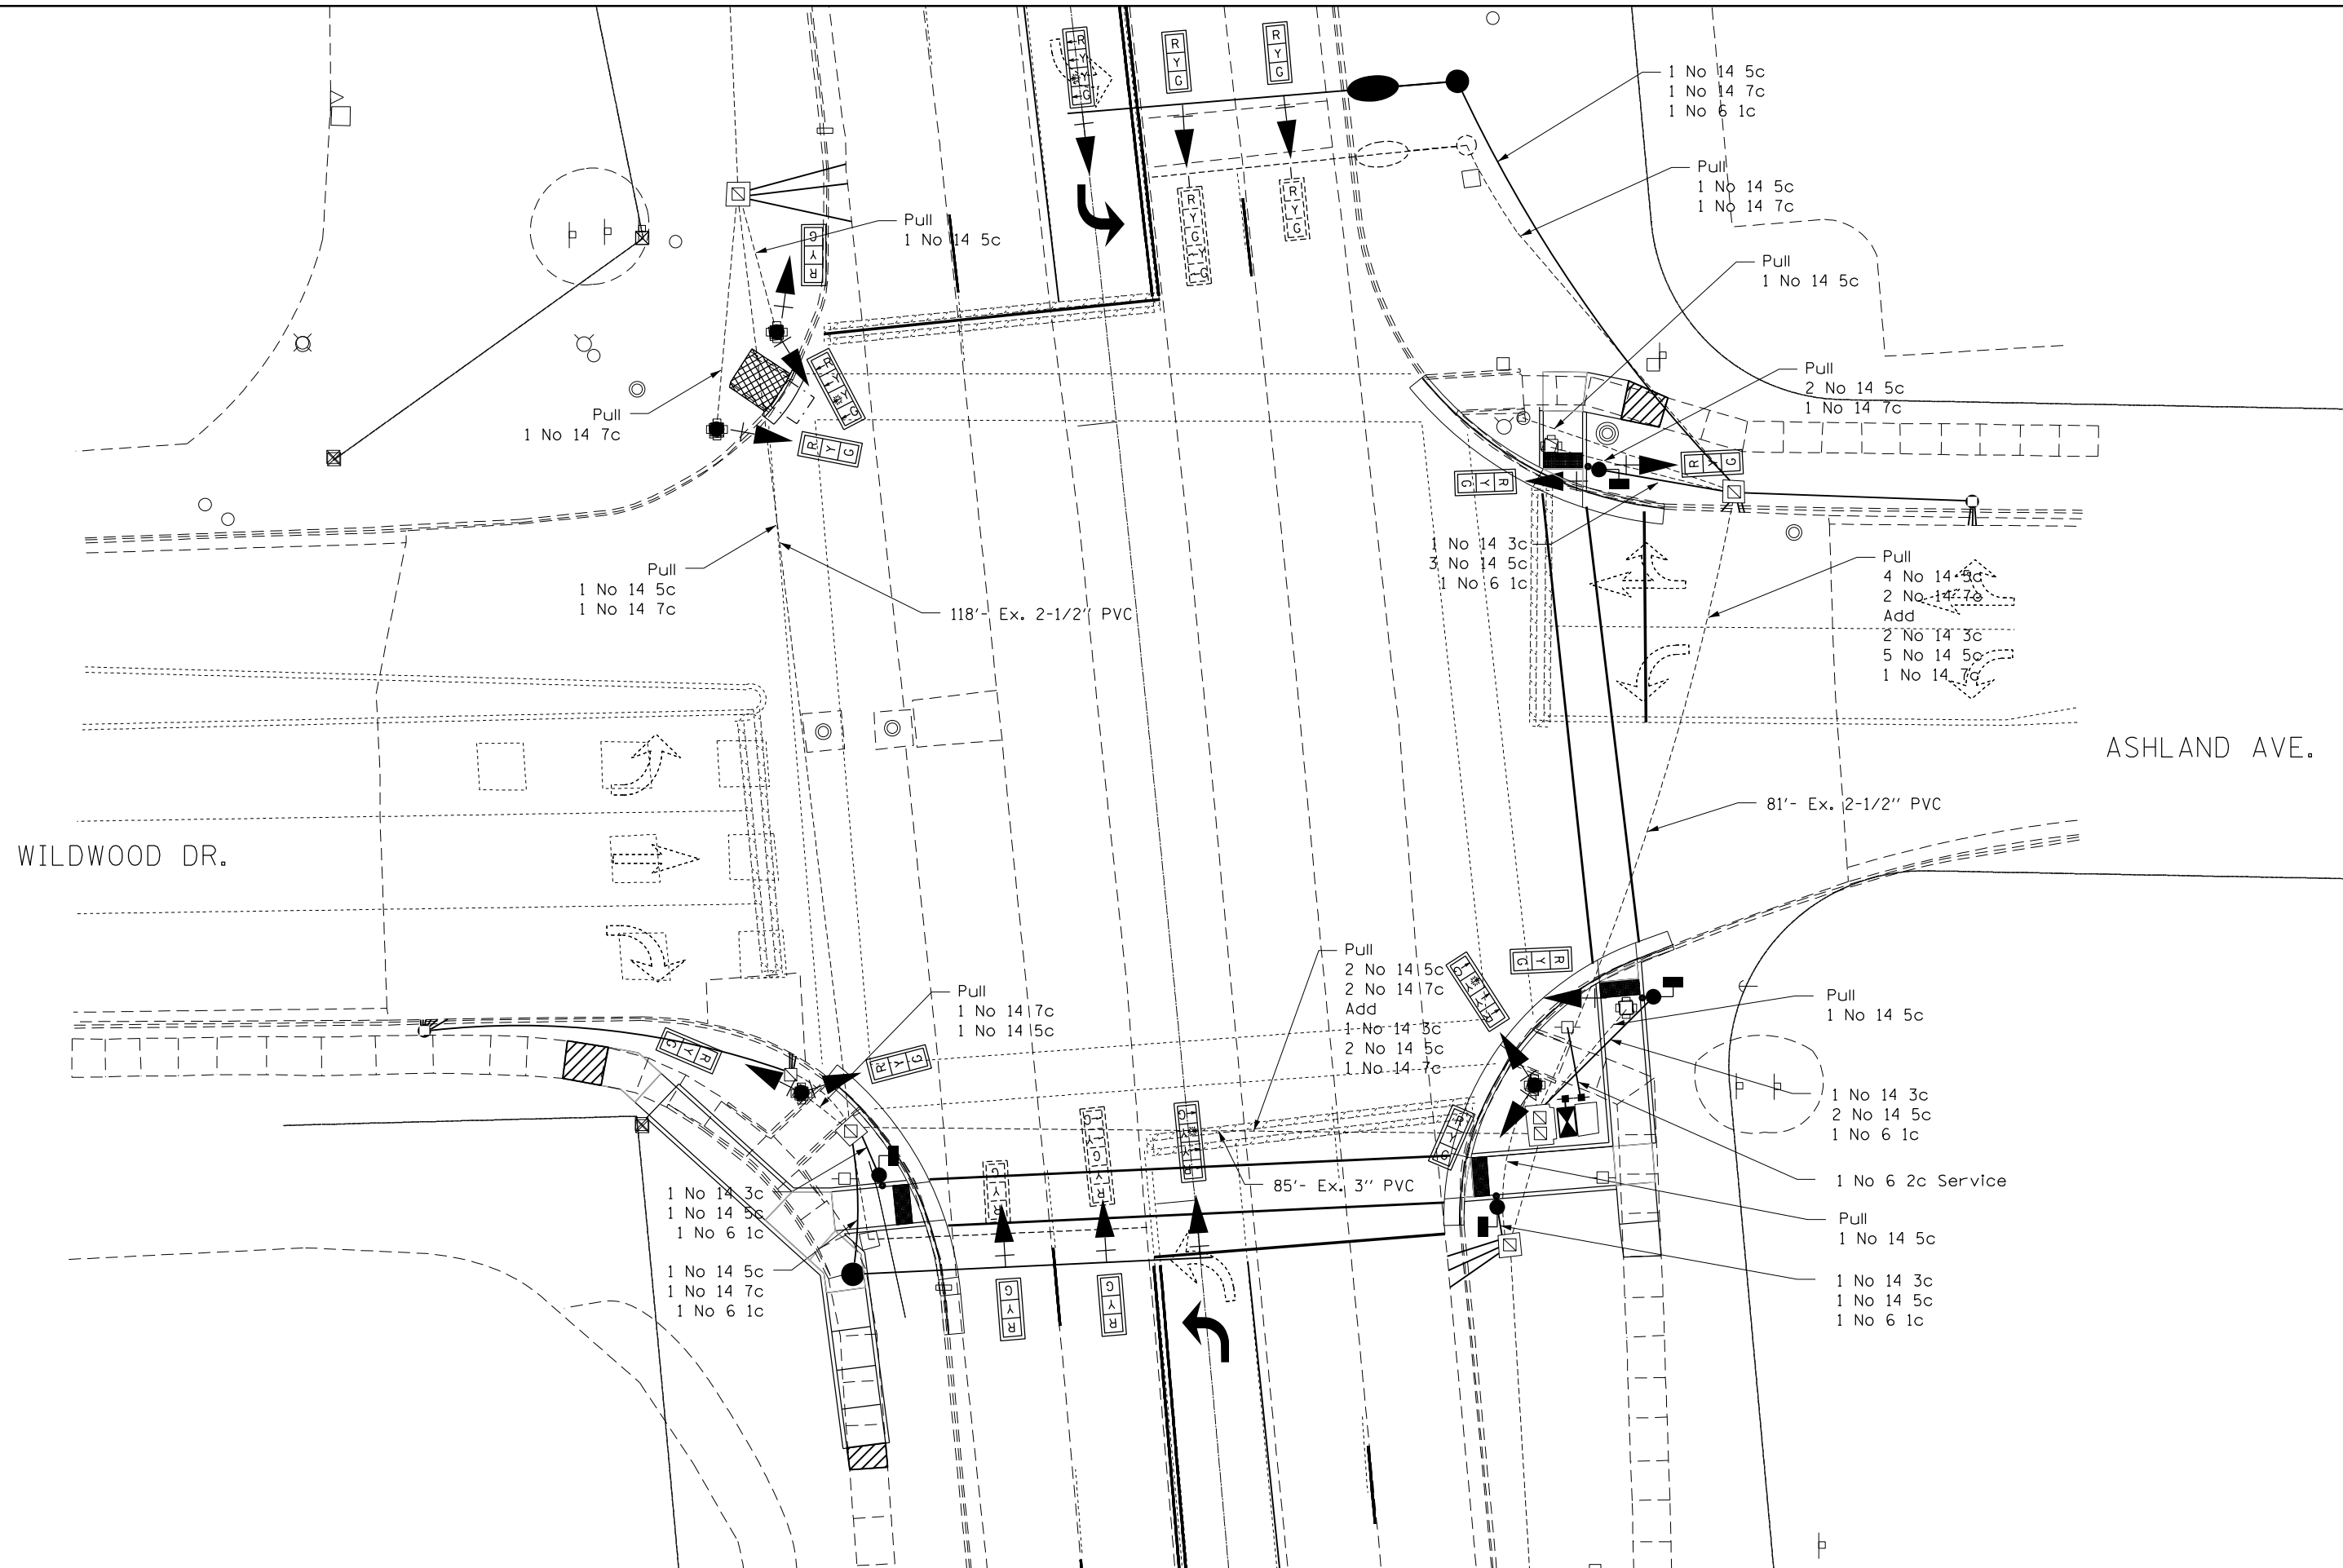 1 No 14 5c
1 No 14 7c
1 No 6 1c
Pull
1 No 14 5c
1 No 14 7c
Pull
1 No 14 5c
Pull
1 No 14 5c
Pull
2 No 14 5c
1 No 14 7c
Pull
1 No 14 7c
1 No 14 3c
3 No 14 5c
1 No 6 1c
Pull
1 No 14 5c
1 No 14 7c
118'- Ex. 2-1/2" PVC
Pull
4 No 14 5c
2 No 14 7c
Add
2 No 14 3c
5 No 14 5c
1 No 14 7c
ASHLAND AVE.
81'- Ex. 2-1/2" PVC
WILDWOOD DR.
Pull
1 No 14 7c
1 No 14 5c
Pull
2 No 14 5c
2 No 14 7c
Add
1 No 14 3c
2 No 14 5c
1 No 14 7c
Pull
1 No 14 5c
1 No 14 3c
2 No 14 5c
1 No 6 1c
1 No 6 2c Service
85'- Ex. 3" PVC
1 No 14 3c
1 No 14 5c
1 No 6 1c
Pull
1 No 14 5c
1 No 14 5c
1 No 14 7c
1 No 6 1c
1 No 14 3c
1 No 14 5c
1 No 6 1c
R Y Y G
R Y G
R Y G
R Y G Y G
R Y G
R Y G
R Y Y G
R Y G
R Y G
R Y G
R Y G
R Y Y G
R Y G
R Y G
R Y G
R Y G
R Y G Y G
R Y Y G
R Y G
R Y G